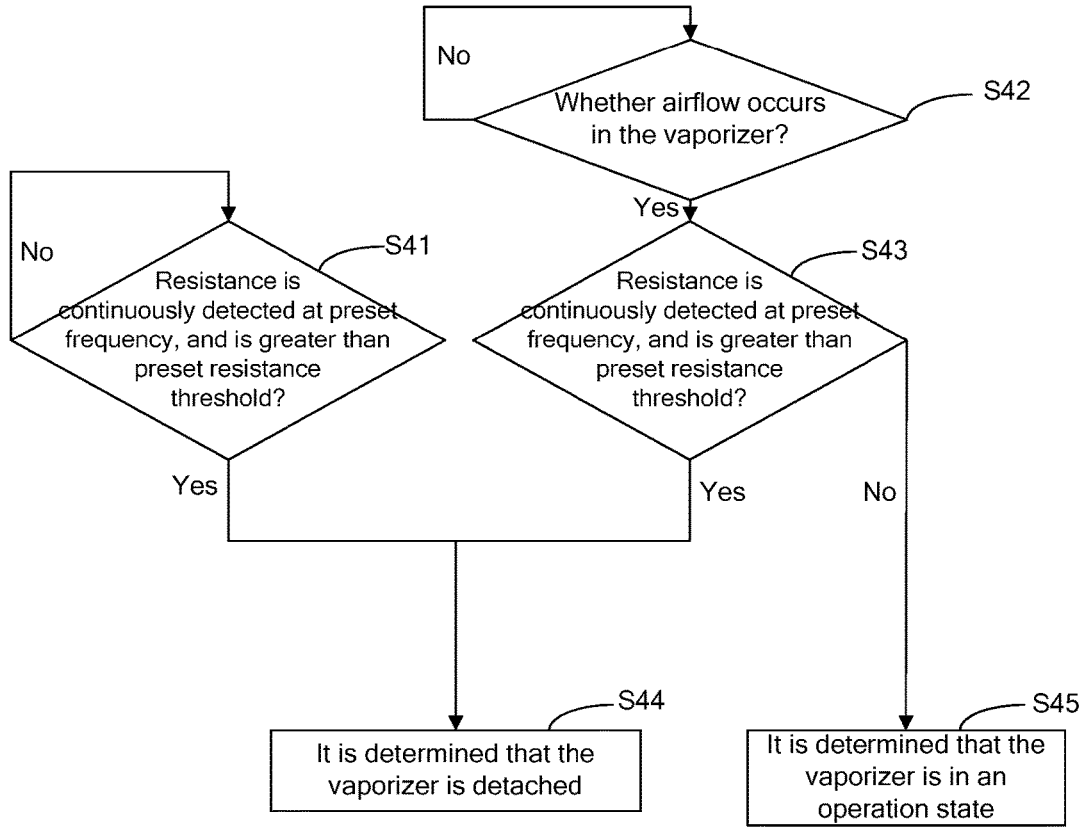 No
Whether airflow occurs
in the vaporizer?
S42
Yes
No
S41
Resistance is
continuously detected at preset
frequency, and is greater than
preset resistance
threshold?
S43
Resistance is
continuously detected at preset
frequency, and is greater than
preset resistance
threshold?
Yes
Yes
No
S44
It is determined that the
vaporizer is detached
S45
It is determined that the
vaporizer is in an
operation state